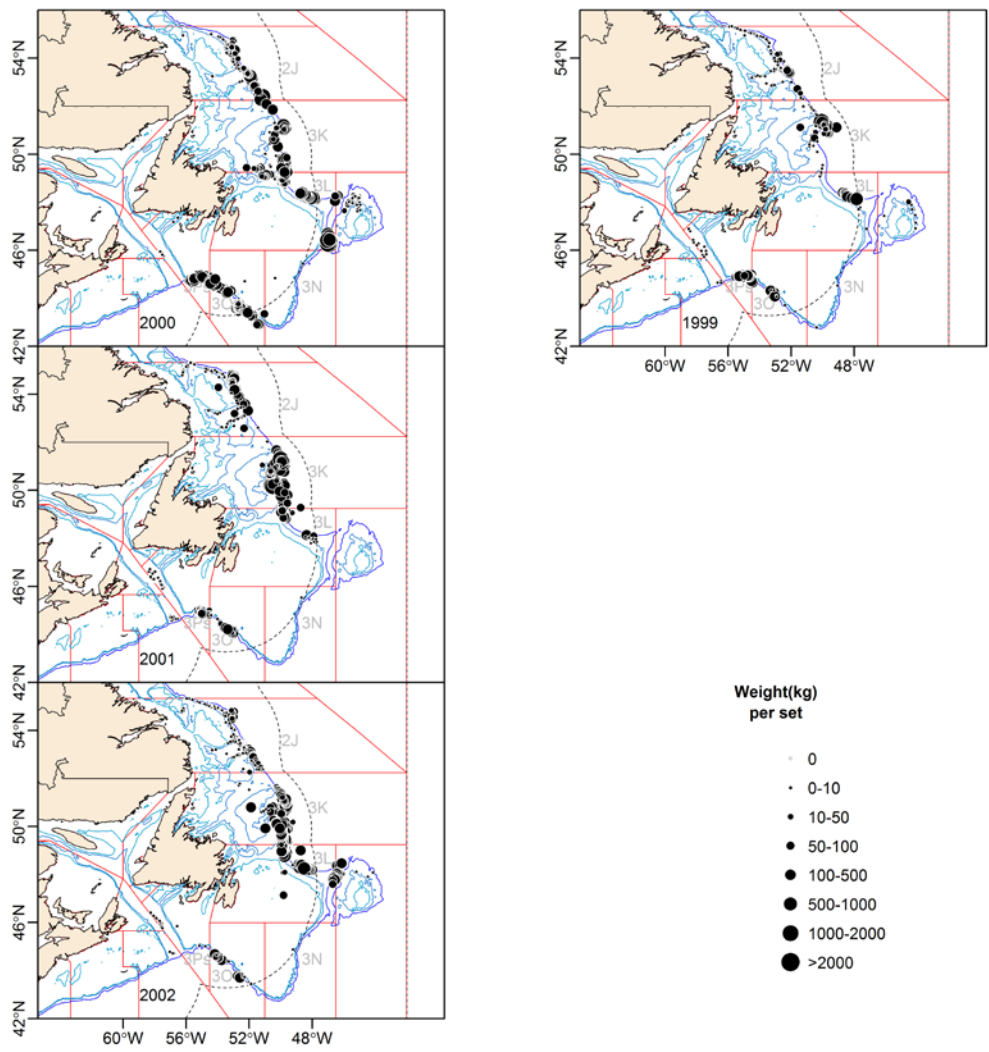 54°N
50°N
46°N
42°N
2J
3K
3L
3N
3Ps
3O
2000
54°N
50°N
46°N
42°N
2J
3K
3L
3N
3Ps
3O
1999
60°W 56°W 52°W 48°W
54°N
50°N
46°N
42°N
2J
3K
3L
3N
3Ps
3O
2001
54°N
50°N
46°N
42°N
2J
3K
3L
3N
3Ps
3O
2002
60°W 56°W 52°W 48°W
Weight(kg)
per set
0
0-10
10-50
50-100
100-500
500-1000
1000-2000
>2000